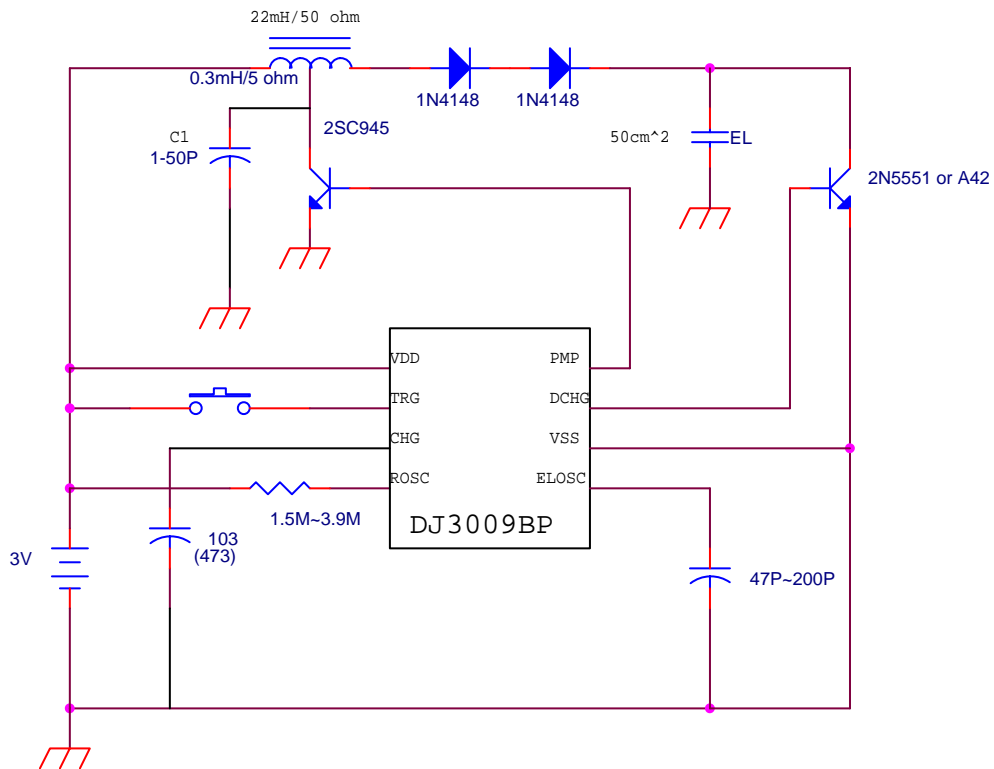 22mH/50 ohm
0.3mH/5 ohm
1N4148
1N4148
C1
1-50P
2SC945
50cm^2
EL
2N5551 or A42
VDD
PMP
TRG
DCHG
CHG
VSS
ROSC
ELOSC
DJ3009BP
1.5M~3.9M
103
(473)
3V
47P~200P